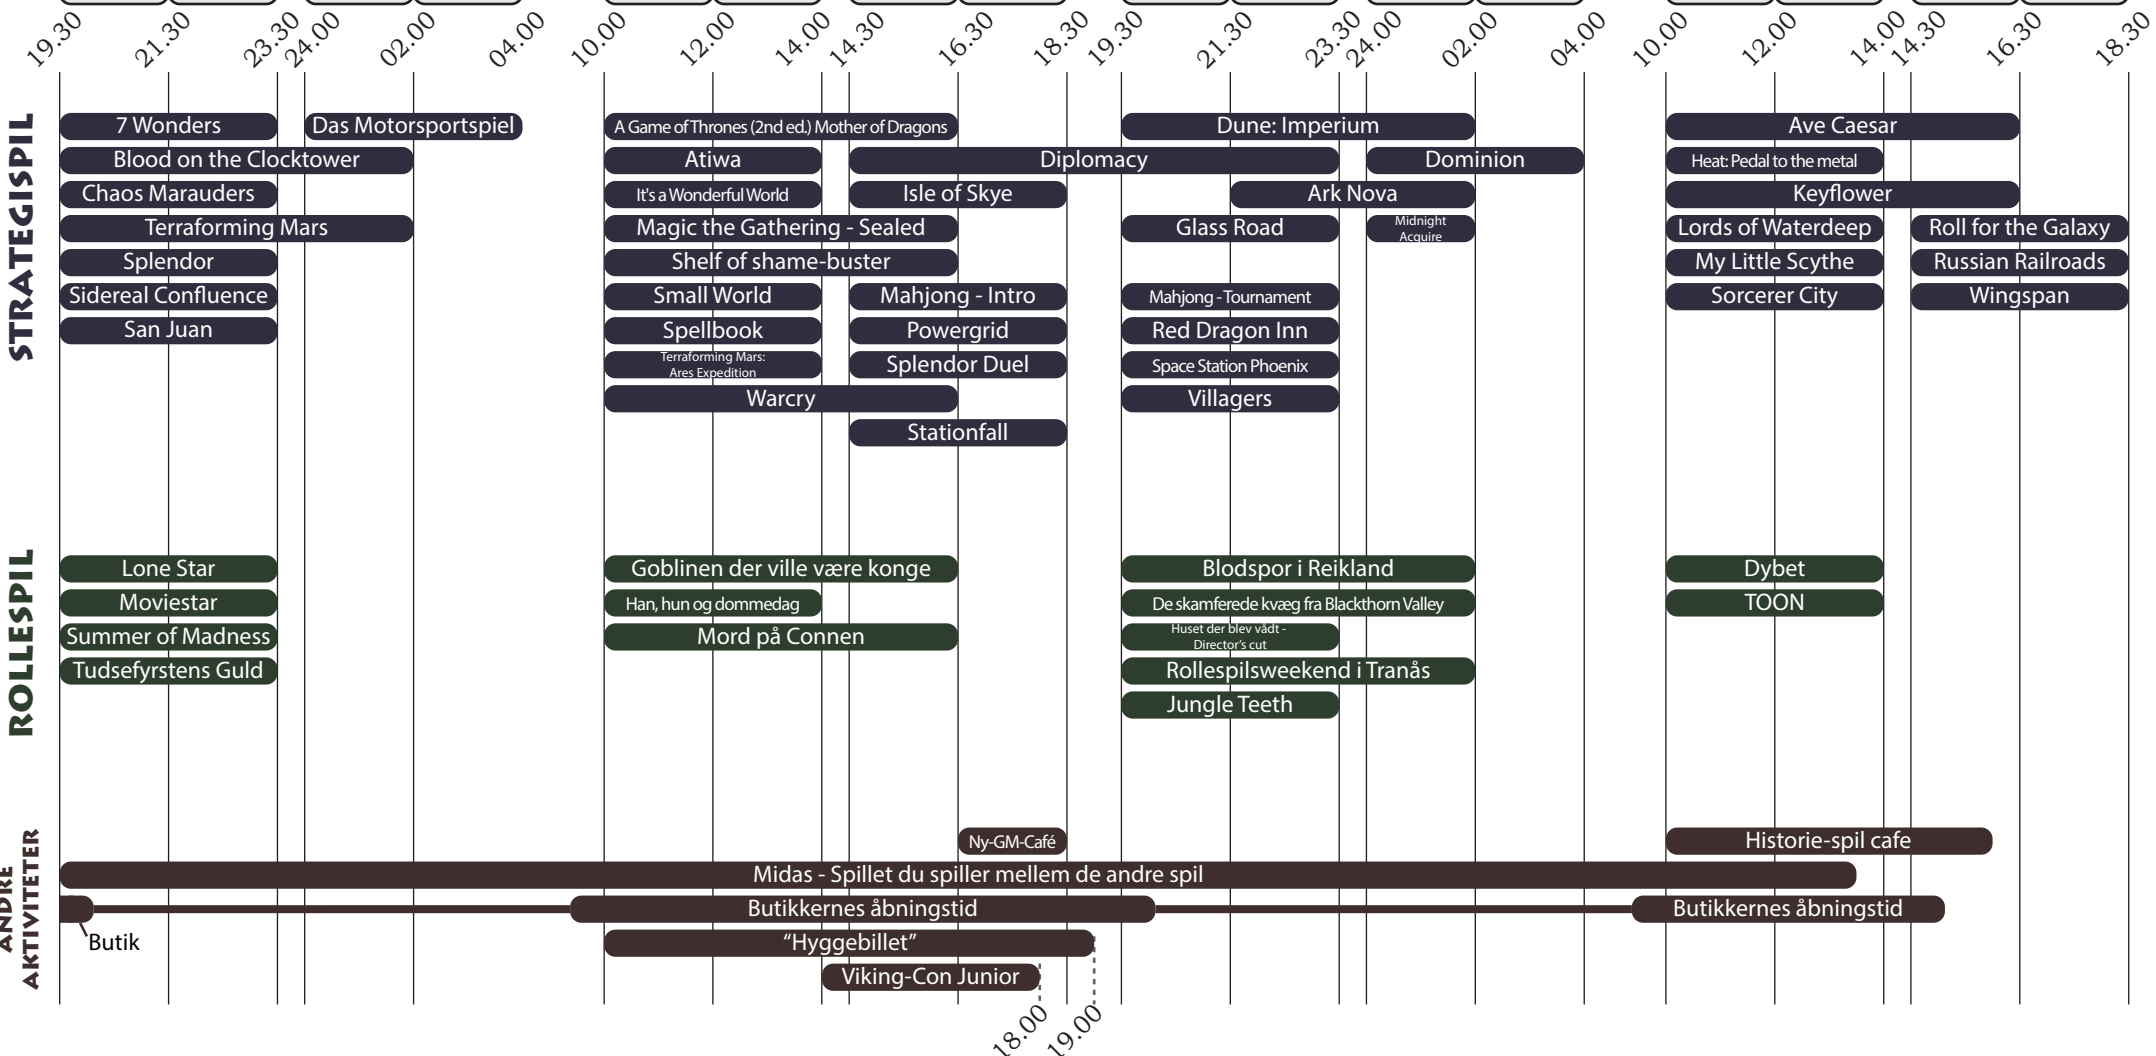 19.30 21.30 23.30 24.00 02.00 04.00 10.00 12.00 14.00 14.30 16.30 18.30 19.30 21.30 23.30 24.00 02.00 04.00 10.00 12.00 14.00 14.30 16.30 18.30
STRATEGISPIL
7 Wonders Das Motorsportspiel A Game of Thrones (2nd ed.) Mother of Dragons Dune: Imperium Ave Caesar
Blood on the Clocktower Atiwa Diplomacy Dominion Heat: Pedal to the metal
Chaos Marauders It's a Wonderful World Isle of Skye Ark Nova Keyflower
Terraforming Mars Magic the Gathering - Sealed Glass Road Midnight Acquire Lords of Waterdeep Roll for the Galaxy
Splendor Shelf of shame-buster My Little Scythe Russian Railroads
Sidereal Confluence Small World Mahjong - Intro Mahjong - Tournament Sorcerer City Wingspan
San Juan Spellbook Powergrid Red Dragon Inn
Terraforming Mars: Ares Expedition Splendor Duel Space Station Phoenix
Warcry Villagers
Stationfall
ROLLESPIL
Lone Star Goblinen der ville være konge Blodspor i Reikland Dybet
Moviestar Han, hun og dommedag De skamferede kvæg fra Blackthorn Valley TOON
Summer of Madness Mord på Connen Huset der blev vådt - Director's cut
Tudsefyrstens Guld Rollespilsweekend i Tranås
Jungle Teeth
ANDRE
AKTIVITETER
Ny-GM-Café Historie-spil cafe
Midas - Spillet du spiller mellem de andre spil
Butikkernes åbningstid Butikkernes åbningstid
Butik “Hyggebillet”
Viking-Con Junior
18.00 19.00